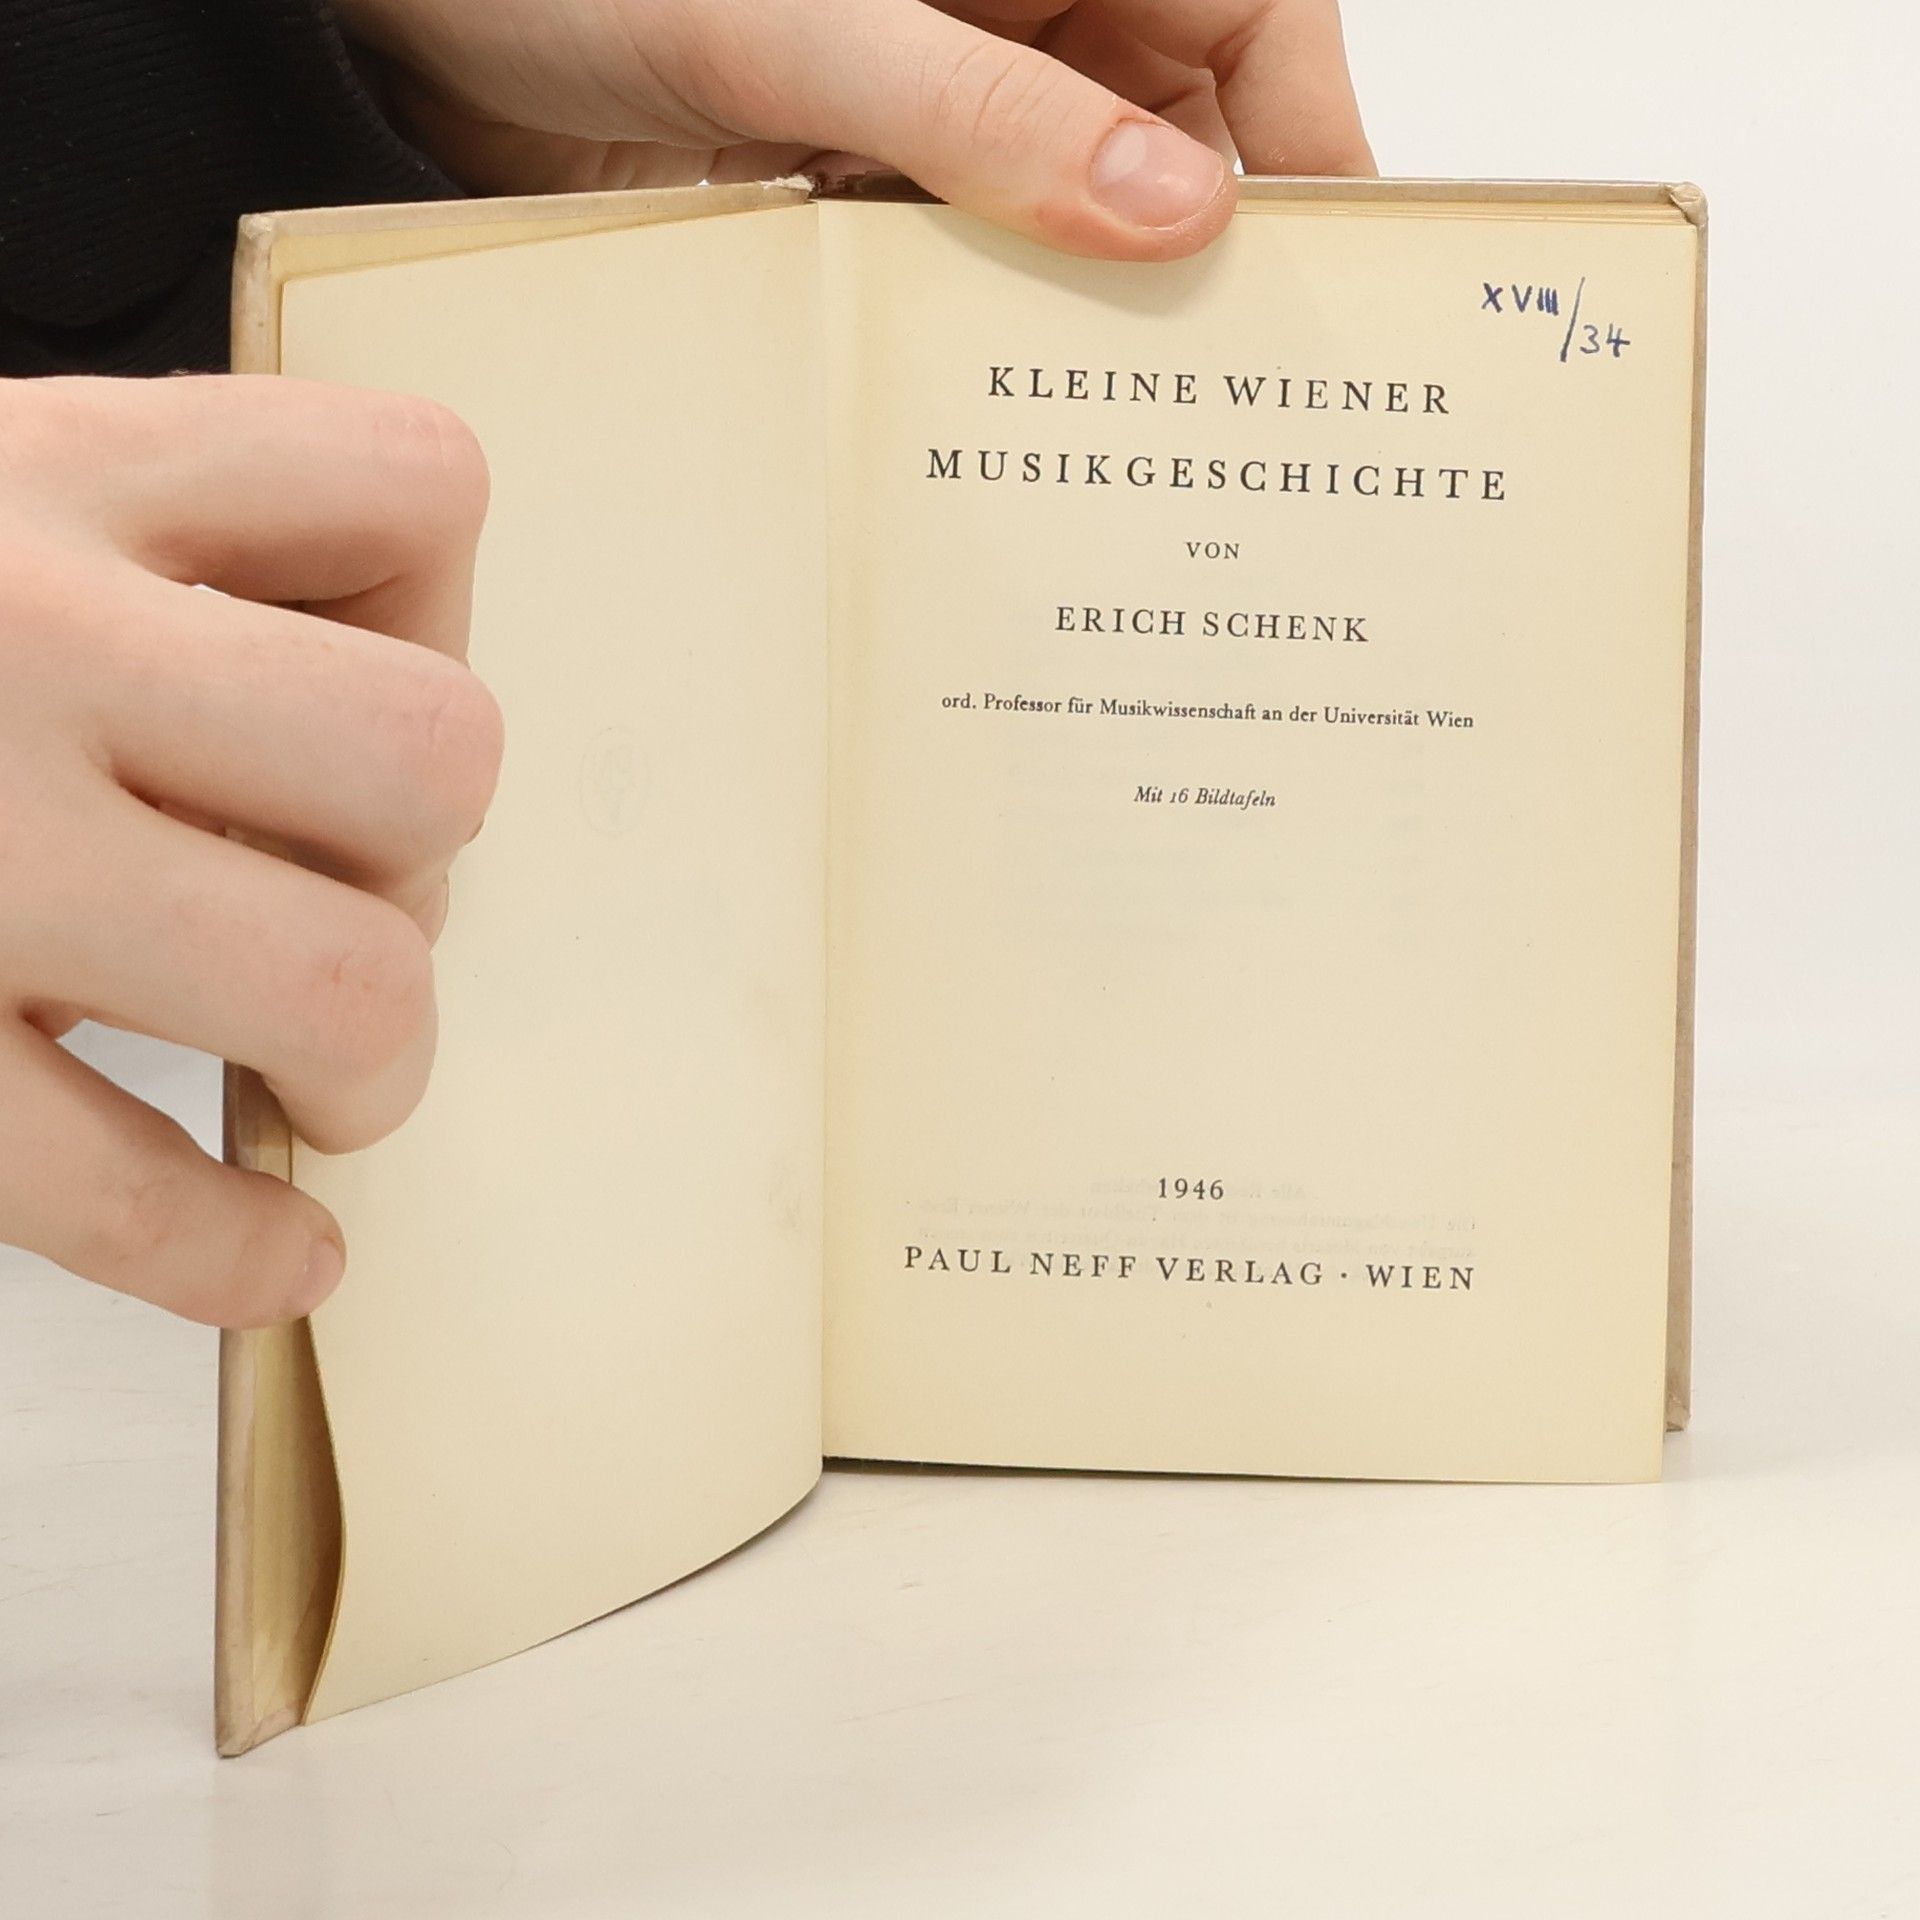 XVIII/34
KLEINE WIENER
MUSIKGESCHICHTE
VON
ERICH SCHENK
ord. Professor für Musikwissenschaft an der Universität Wien
Mit 16 Bildtafeln
1946
PAUL NEFF VERLAG · WIEN